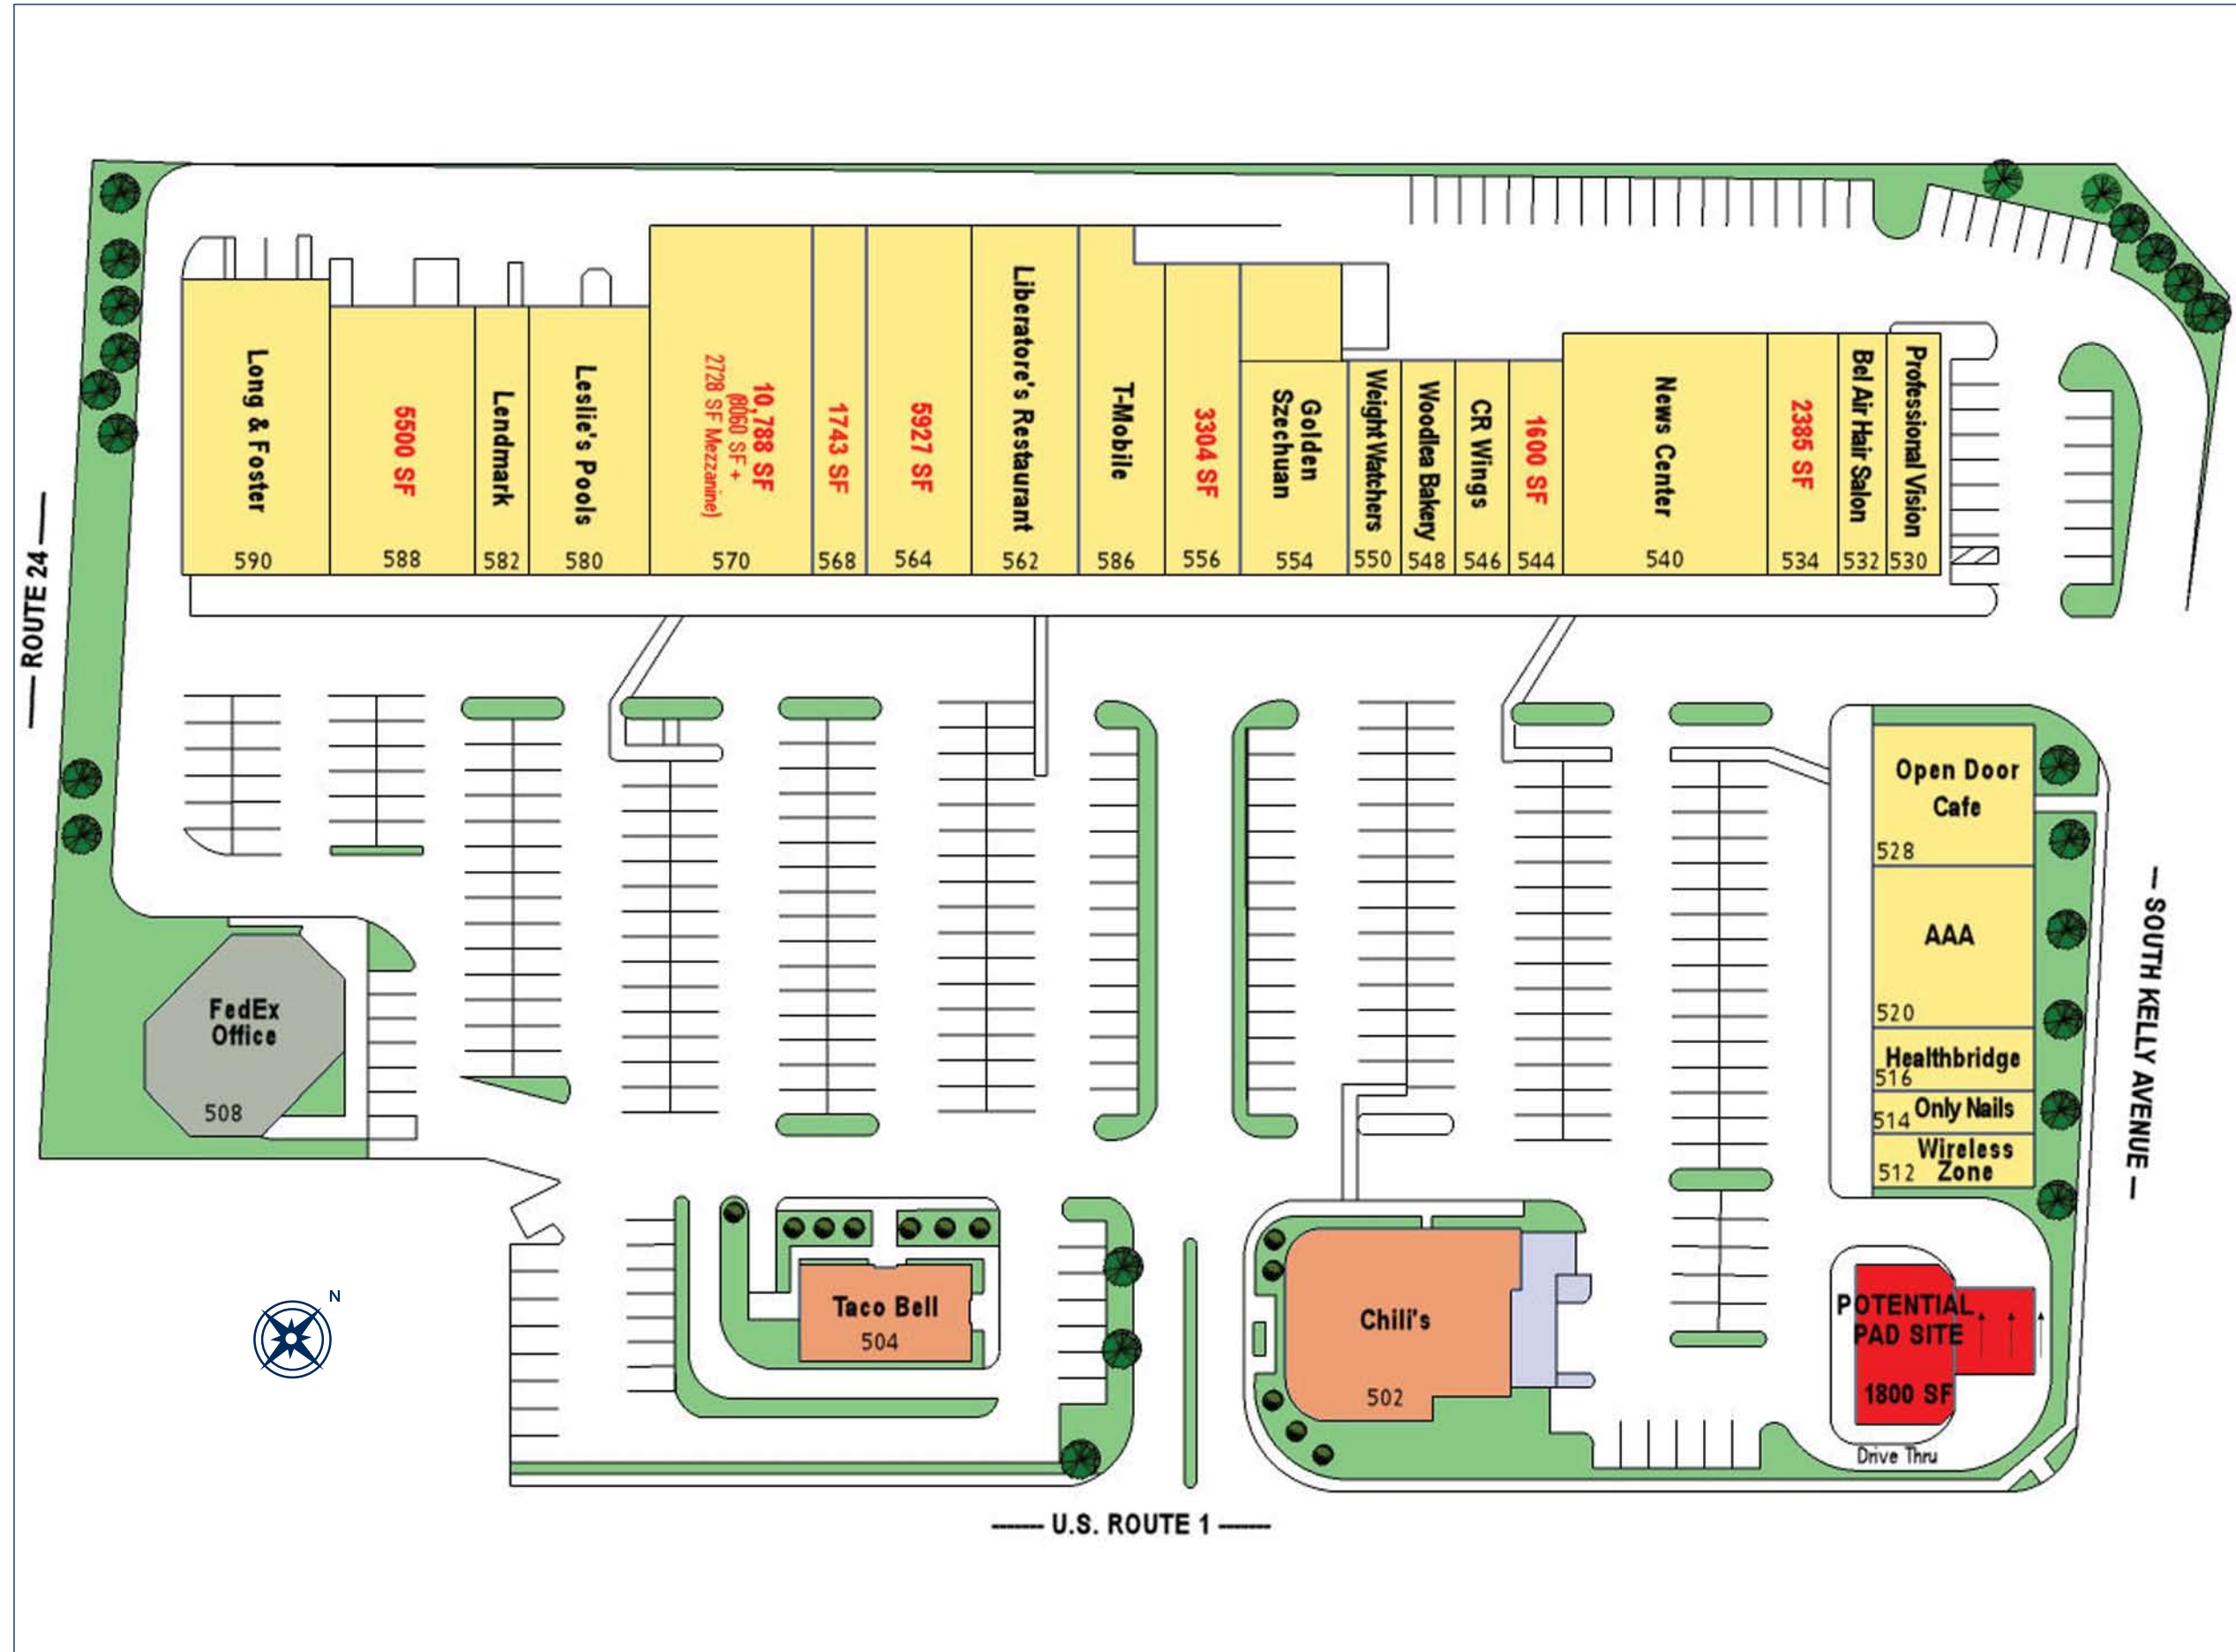 Long & Foster
590
5500 SF
588
Lendmark
582
Leslie's Pools
580
10,788 SF
(8060 SF +
2728 SF Mezzanine)
570
1743 SF
568
5927 SF
564
Liberatore's Restaurant
562
T-Mobile
586
3304 SF
556
Golden
Szechuan
554
Weight Watchers
550
Woodlea Bakery
548
CR Wings
546
1600 SF
544
News Center
540
2385 SF
534
Bel Air Hair Salon
532
Professional Vision
530
ROUTE 24
Open Door
Cafe
528
AAA
520
Healthbridge
516
Only Nails
514
Wireless
Zone
512
SOUTH KELLY AVENUE
FedEx
Office
508
N
Taco Bell
504
Chili's
502
POTENTIAL
PAD SITE
1800 SF
Drive Thru
U.S. ROUTE 1